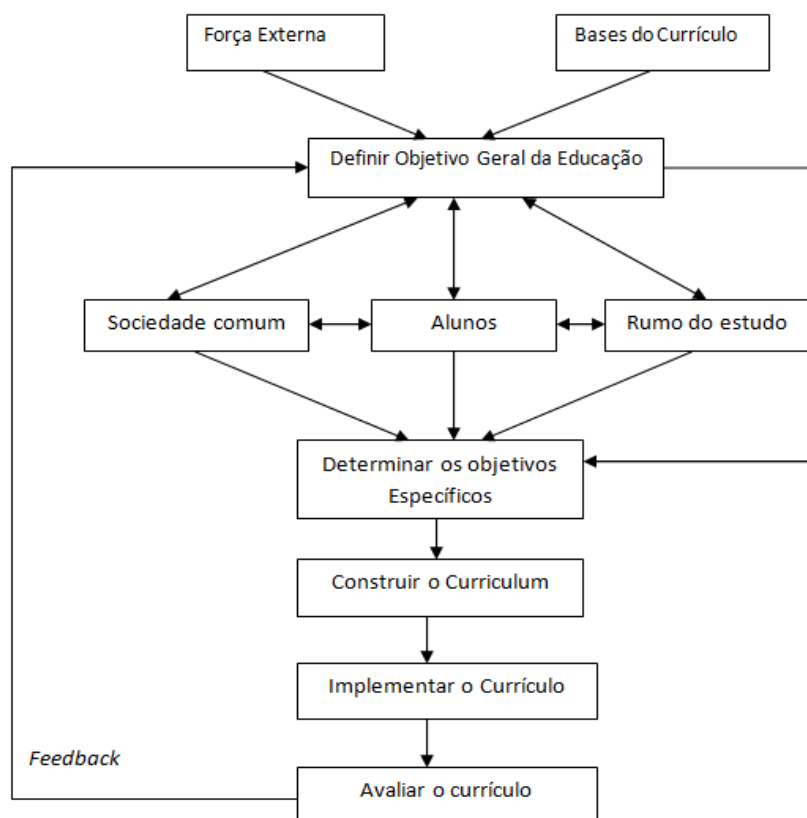 Força Externa
Bases do Currículo
Definir Objetivo Geral da Educação
Sociedade comum
Alunos
Rumo do estudo
Determinar os objetivos
Específicos
Construir o Curriculum
Implementar o Currículo
Feedback
Avaliar o currículo